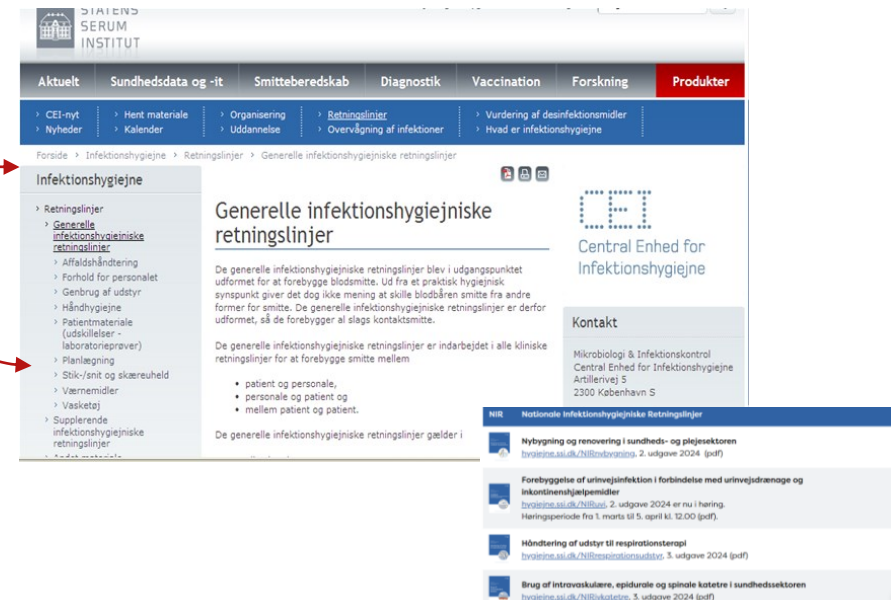 STATENS
SERUM
INSTITUT
Aktuelt Sundhedsdata og -it Smitteberedskab Diagnostik Vaccination Forskning Produkter
› CEI-nyt › Hent materiale › Organisering › Retningslinjer › Vurdering af desinfektionsmidler
› Nyheder › Kalender › Uddannelse › Overvågning af infektioner › Hvad er infektionshygiejne
Forside › Infektionshygiejne › Retningslinjer › Generelle infektionshygiejniske retningslinjer
Infektionshygiejne
› Retningslinjer
› Generelle
infektionshygiejniske
retningslinjer
› Affaldshåndtering
› Forhold for personalet
› Genbrug af udstyr
› Håndhygiejne
› Patientmateriale
(udskillelser -
laboratorieprøver)
› Planlægning
› Stik-/snit og skæreuheld
› Værnemidler
› Vasketøj
› Supplerende
infektionshygiejniske
retningslinjer
› Andet materiale
Generelle infektionshygiejniske
retningslinjer
De generelle infektionshygiejniske retningslinjer blev i udgangspunktet
udformet for at forebygge blodsmitte. Ud fra et praktisk hygiejnisk
synspunkt giver det dog ikke mening at skille blodbåren smitte fra andre
former for smitte. De generelle infektionshygiejniske retningslinjer er derfor
udformet, så de forebygger al slags kontaktsmitte.
De generelle infektionshygiejniske retningslinjer er indarbejdet i alle kliniske
retningslinjer for at forebygge smitte mellem
• patient og personale,
• personale og patient og
• mellem patient og patient.
De generelle infektionshygiejniske retningslinjer gælder i
CEI
Central Enhed for
Infektionshygiejne
Kontakt
Mikrobiologi & Infektionskontrol
Central Enhed for Infektionshygiejne
Artillerivej 5
2300 København S
NIR Nationale Infektionshygiejniske Retningslinjer
Nybygning og renovering i sundheds- og plejesektoren
hygiejne.ssi.dk/NIRnybygning, 2. udgave 2024 (pdf)
Forebyggelse af urinvejsinfektion i forbindelse med urinvejsdrænage og
inkontinenshjælpemidler
hygiejne.ssi.dk/NIRuvi, 2. udgave 2024 er nu i høring.
Høringsperiode fra 1. marts til 5. april kl. 12.00 (pdf).
Håndtering af udstyr til respirationsterapi
hygiejne.ssi.dk/NIRrespirationsudstyr, 3. udgave 2024 (pdf)
Brug af intravaskulære, epidurale og spinale katetre i sundhedssektoren
hygiejne.ssi.dk/NIRivkatetre, 3. udgave 2024 (pdf)